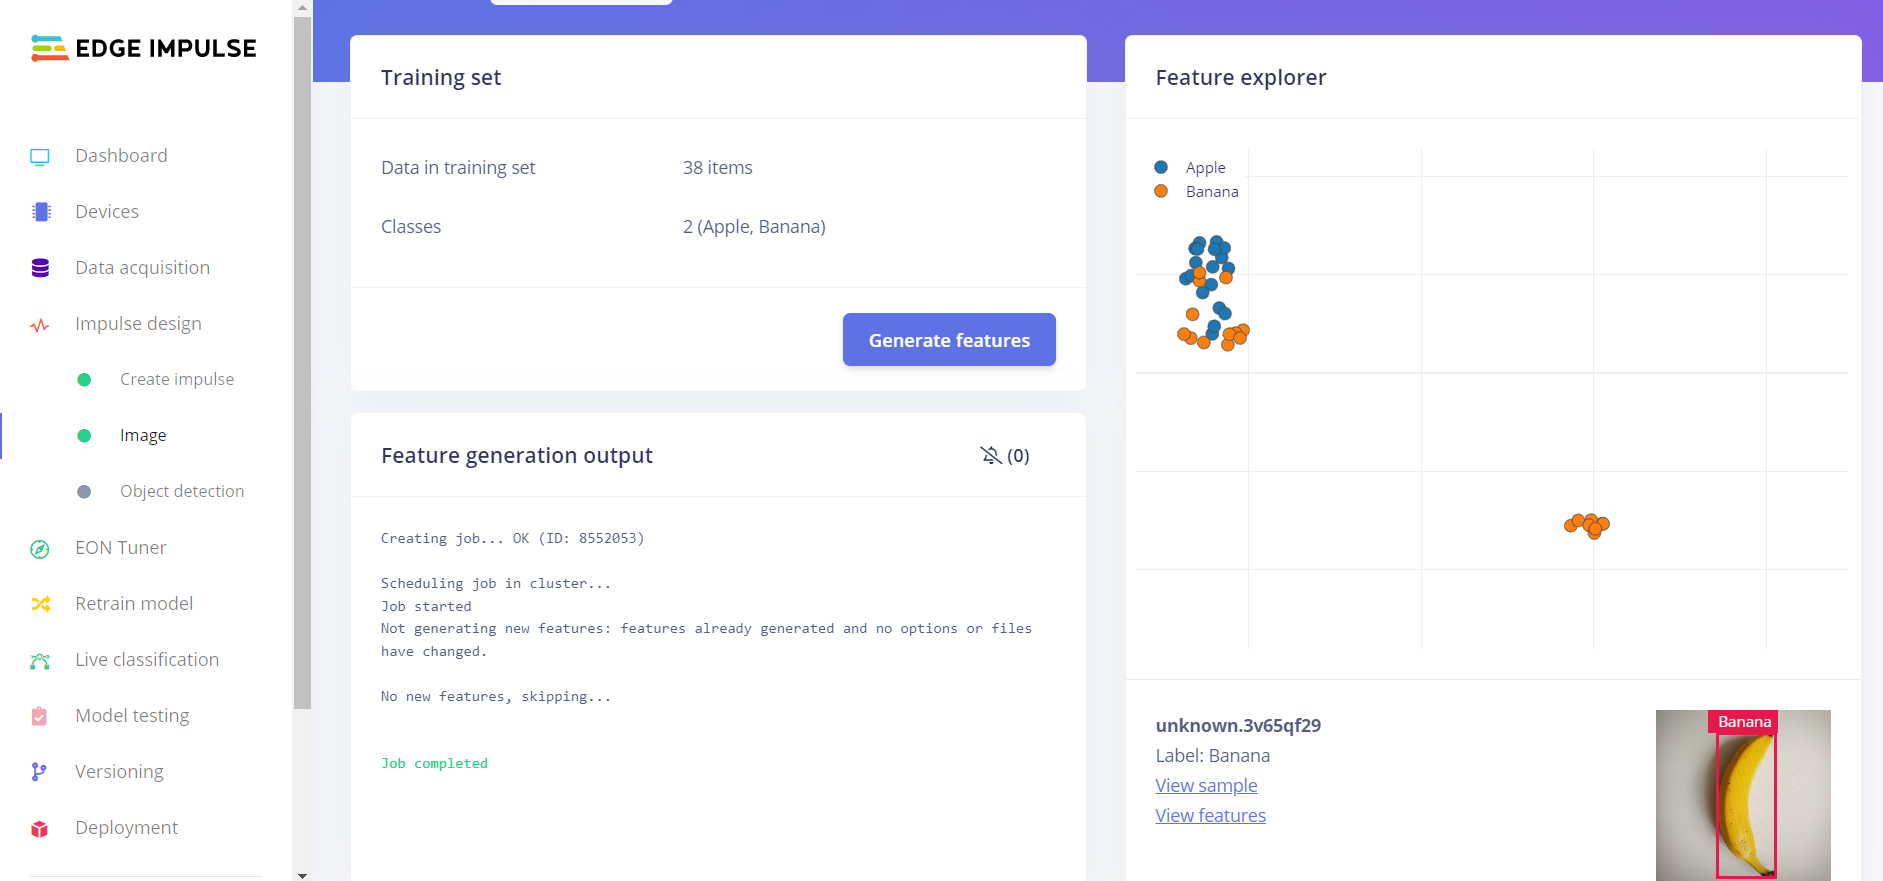 EDGE IMPULSE
Dashboard
Devices
Data acquisition
Impulse design
Create impulse
Image
Object detection
EON Tuner
Retrain model
Live classification
Model testing
Versioning
Deployment
Training set
Data in training set 38 items
Classes 2 (Apple, Banana)
Generate features
Feature generation output (0)
Creating job... OK (ID: 8552053)
Scheduling job in cluster...
Job started
Not generating new features: features already generated and no options or files
have changed.
No new features, skipping...
Job completed
Feature explorer
Apple
Banana
unknown.3v65qf29
Label: Banana
View sample
View features
Banana